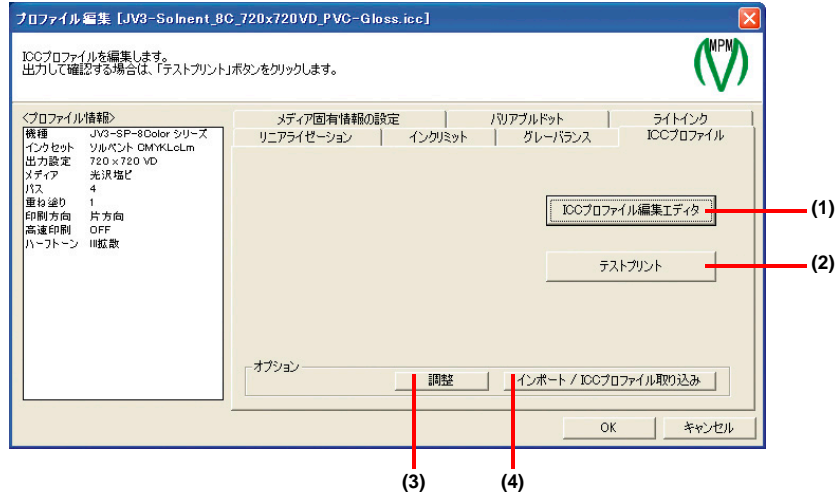 プロファイル編集 [JV3-Solnent_8C_720x720VD_PVC-Gloss.icc]
ICCプロファイルを編集します。
出力して確認する場合は、「テストプリント」ボタンをクリックします。
MPM
<プロファイル情報>
機種 JV3-SP-8Color シリーズ
インクセット ソルベント CMYKLcLm
出力設定 720 x 720 VD
メディア 光沢塩ビ
パス 4
重ね塗り 1
印刷方向 片方向
高速印刷 OFF
ハーフトーン Ill拡散
メディア固有情報の設定 バリアブルドット ライトインク
リニアライゼーション インクリミット グレーバランス ICCプロファイル
ICCプロファイル編集エディタ (1)
テストプリント (2)
オプション
調整 インポート / ICCプロファイル取り込み
OK キャンセル
(3) (4)